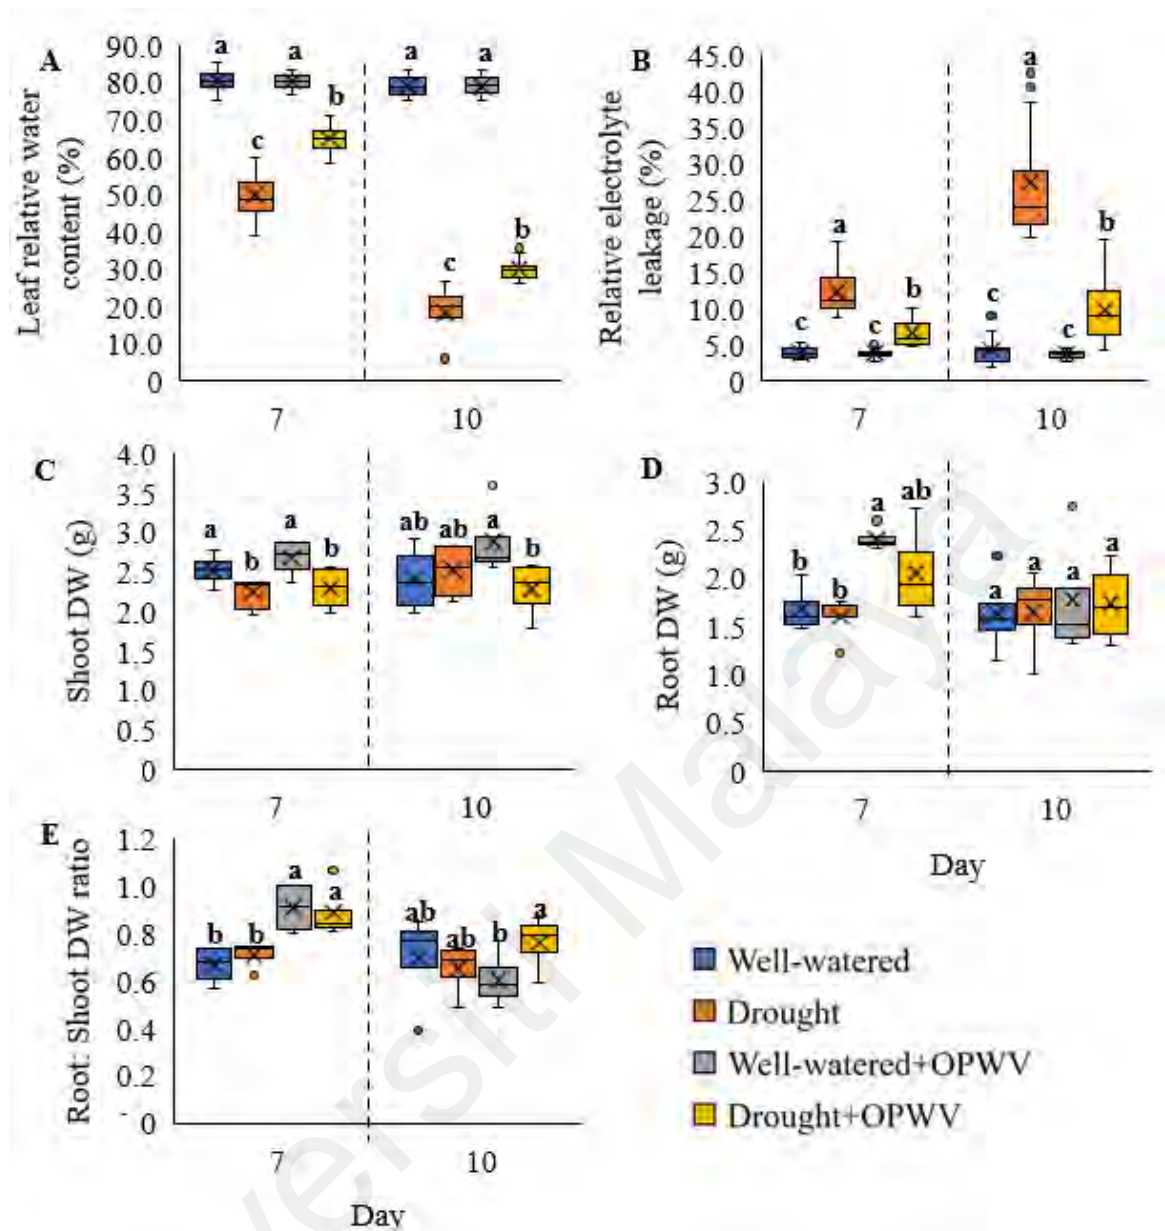 A
Leaf relative water
content (%)
90.0
80.0
70.0
60.0
50.0
40.0
30.0
20.0
10.0
0
a
c
a
b
a
c
a
b
7
10
B
Relative electrolyte
leakage (%)
45.0
40.0
35.0
30.0
25.0
20.0
15.0
10.0
5.0
0
c
a
c
b
c
a
c
b
7
10
C
Shoot DW (g)
4.0
3.5
3.0
2.5
2.0
1.5
1.0
0.5
0
a
b
a
b
ab
ab
a
b
7
10
D
Root DW (g)
3.0
2.5
2.0
1.5
1.0
0.5
0
b
b
a
ab
a
a
a
a
7
10
Day
E
Root: Shoot DW ratio
1.2
1.0
0.8
0.6
0.4
0.2
0
b
b
a
a
ab
ab
b
a
7
10
Day
Well-watered
Drought
Well-watered+OPWV
Drought+OPWV
versiti Malaya